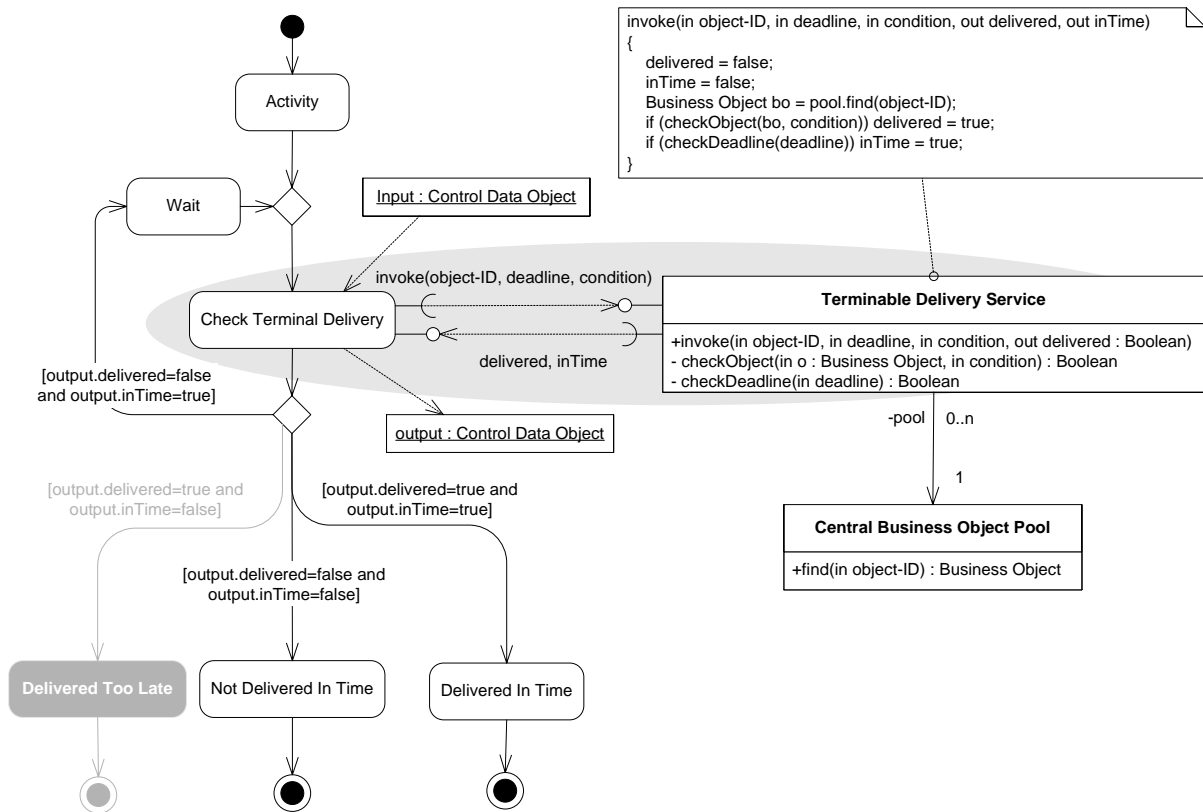 invoke(in object-ID, in deadline, in condition, out delivered, out inTime)
{
delivered = false;
inTime = false;
Business Object bo = pool.find(object-ID);
if (checkObject(bo, condition)) delivered = true;
if (checkDeadline(deadline)) inTime = true;
}
Activity
Wait
Input : Control Data Object
invoke(object-ID, deadline, condition)
Check Terminal Delivery
delivered, inTime
Terminable Delivery Service
+invoke(in object-ID, in deadline, in condition, out delivered : Boolean)
- checkObject(in o : Business Object, in condition) : Boolean
- checkDeadline(in deadline) : Boolean
[output.delivered=false
and output.inTime=true]
output : Control Data Object
-pool
0..n
1
Central Business Object Pool
+find(in object-ID) : Business Object
[output.delivered=true and
output.inTime=false]
[output.delivered=true and
output.inTime=true]
[output.delivered=false and
output.inTime=false]
Delivered Too Late
Not Delivered In Time
Delivered In Time